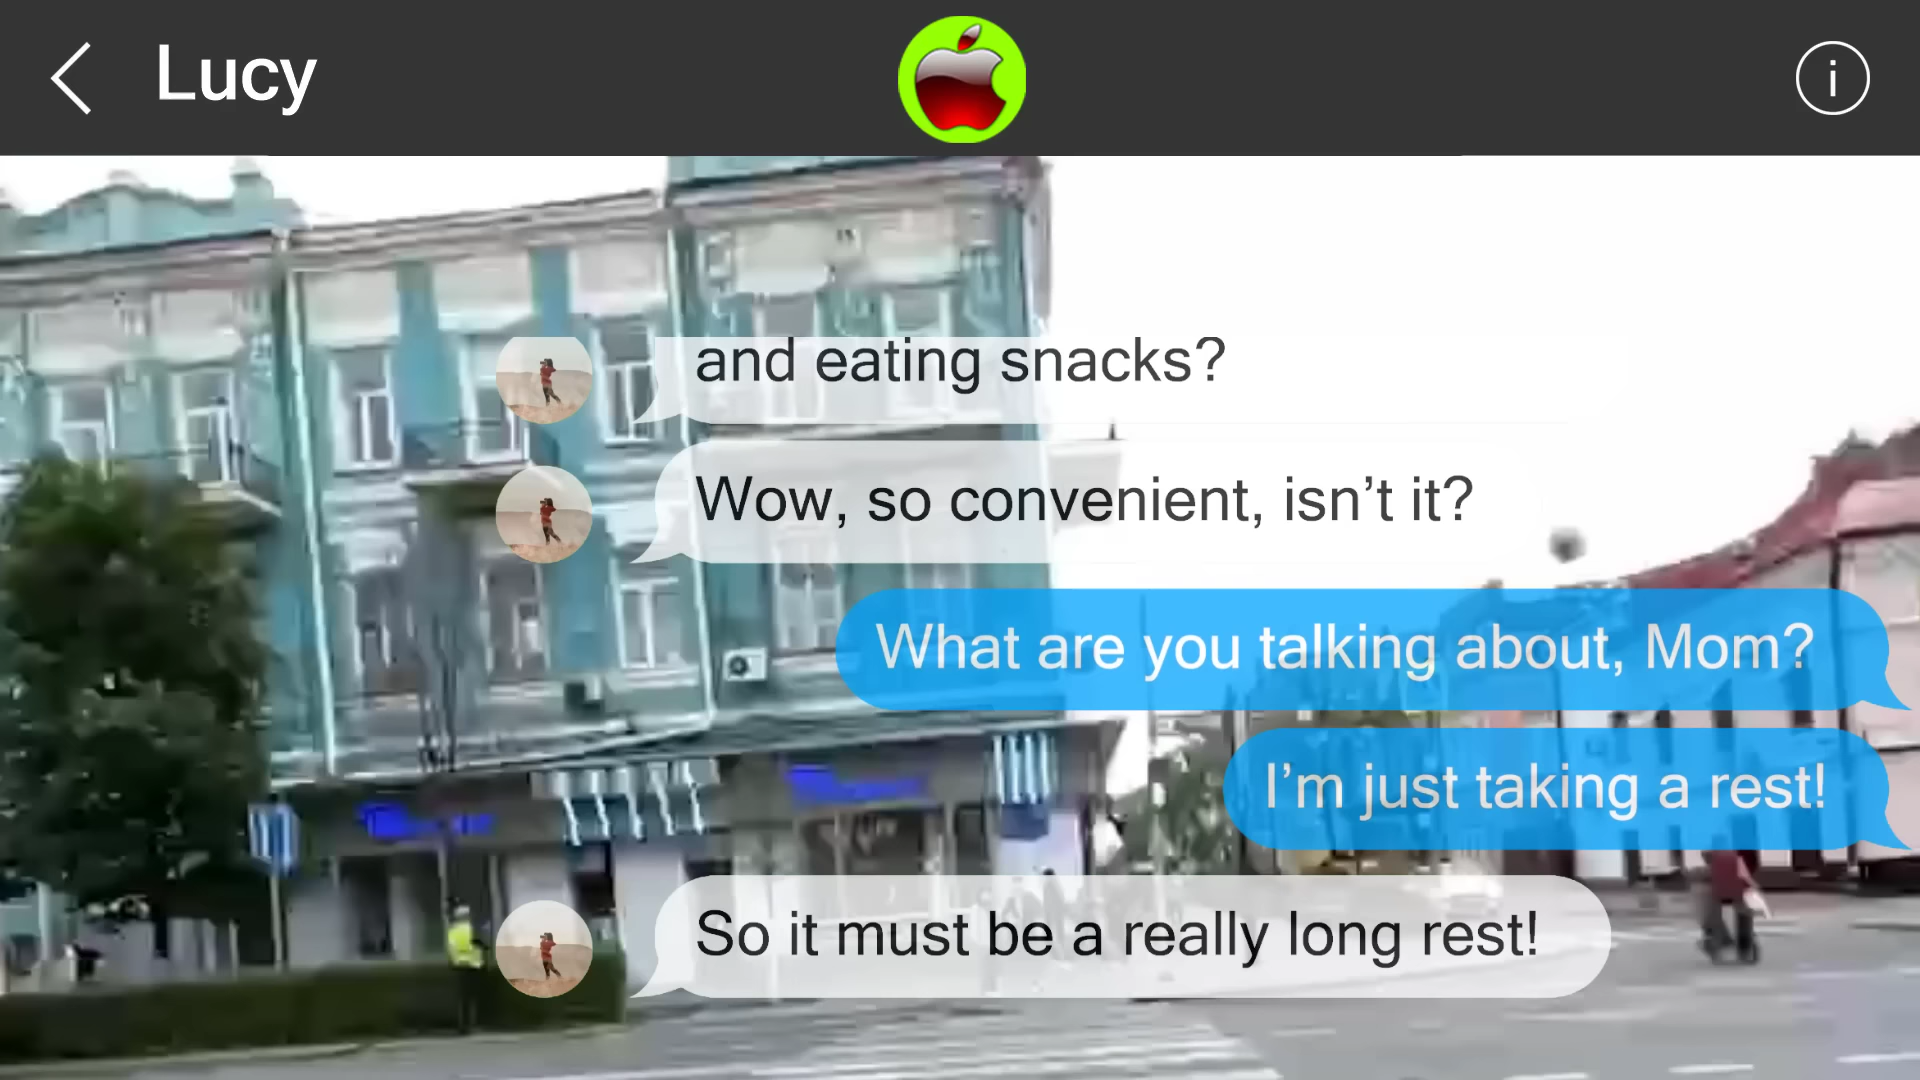 Lucy
and eating snacks?
Wow, so convenient, isn’t it?
What are you talking about, Mom?
I’m just taking a rest!
So it must be a really long rest!